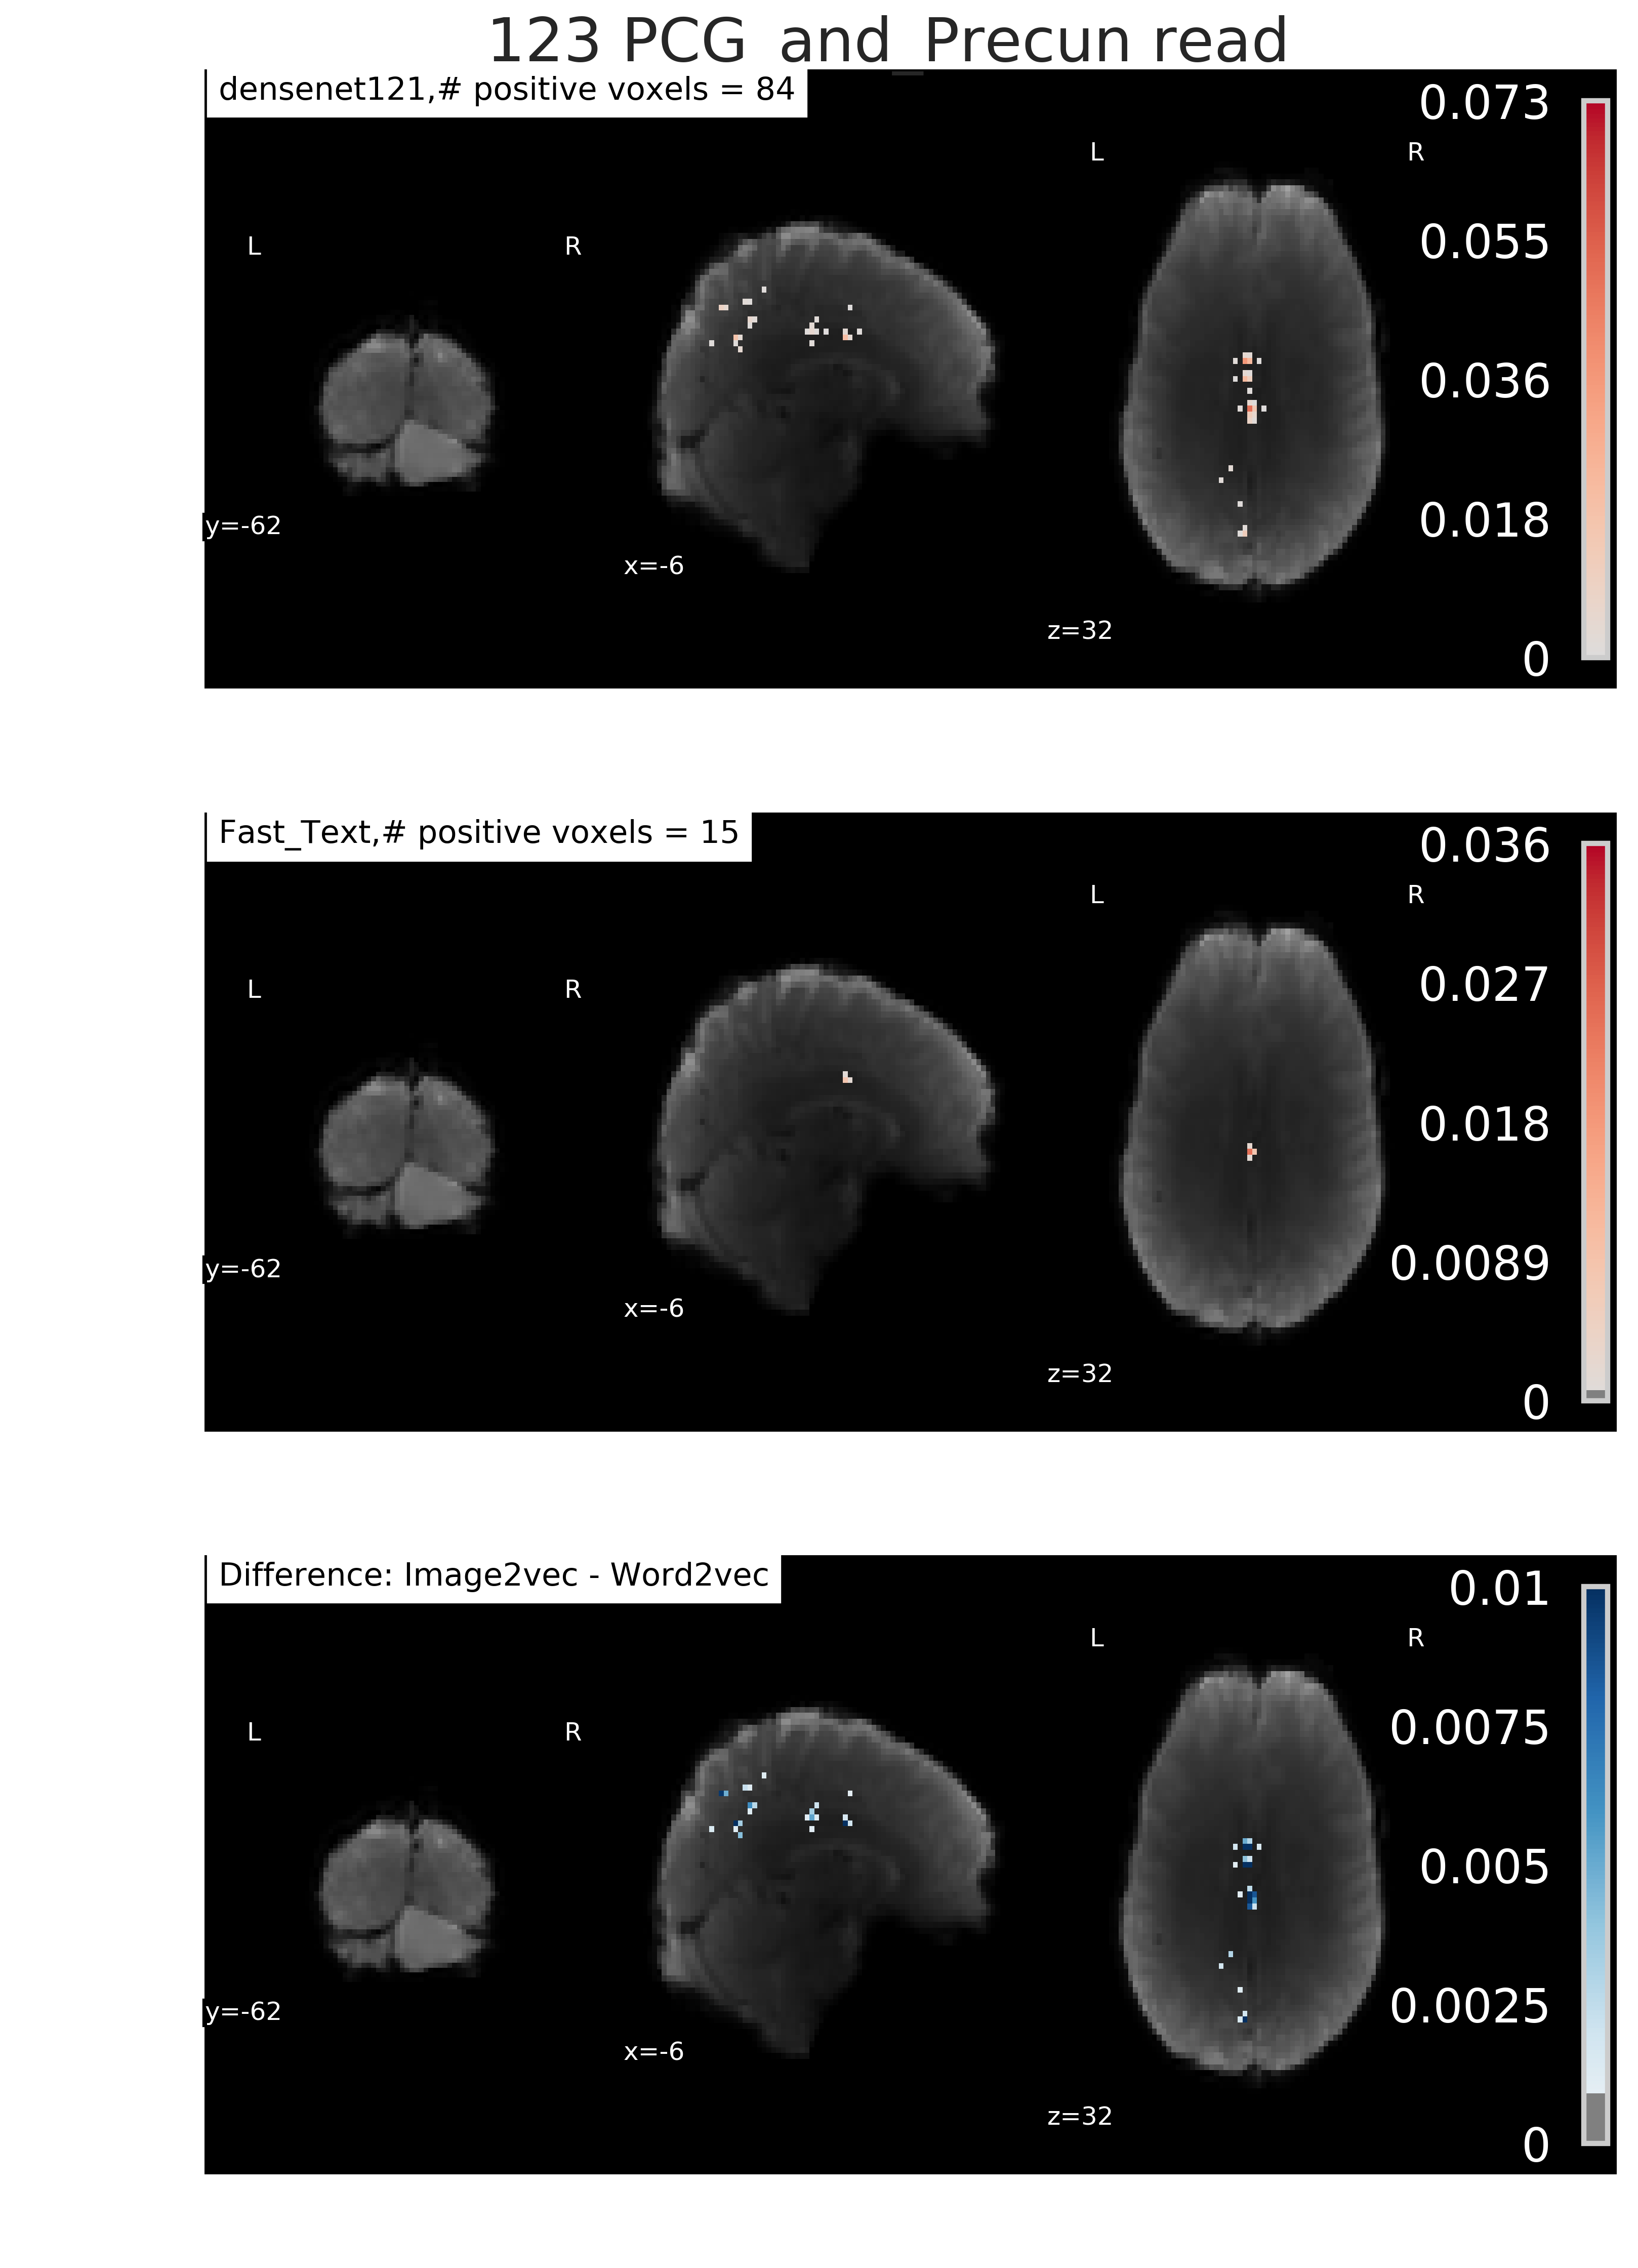 123 PCG_and_Precun read
densenet121,# positive voxels = 84
0.073
L
R
0.055
L
R
0.036
0.018
y=-62
x=-6
z=32
0
Fast_Text,# positive voxels = 15
0.036
L
R
0.027
L
R
0.018
0.0089
y=-62
x=-6
z=32
0
Difference: Image2vec - Word2vec
0.01
L
R
0.0075
L
R
0.005
0.0025
y=-62
x=-6
z=32
0